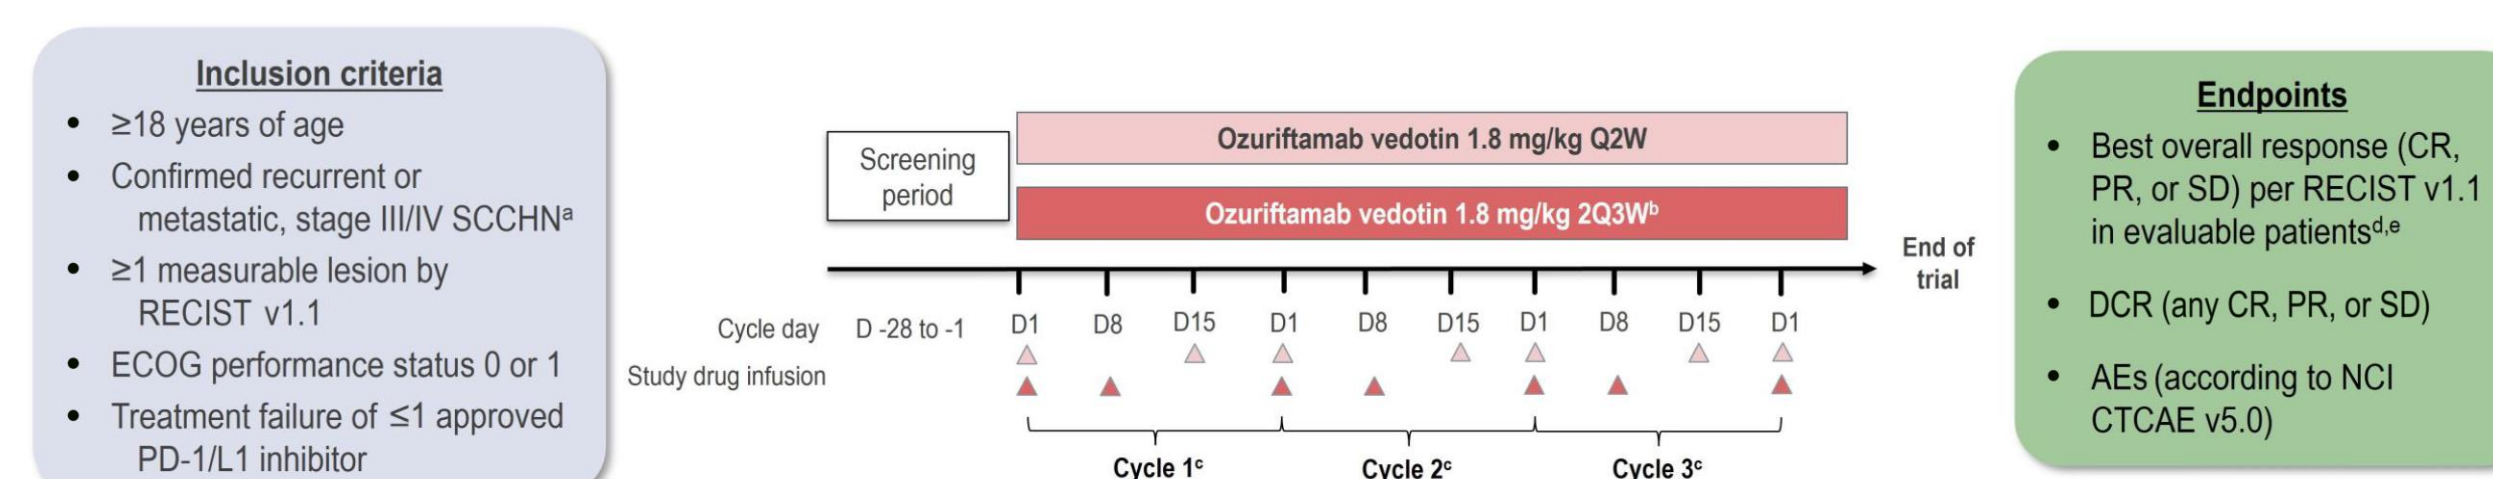 Inclusion criteria
• ≥18 years of age
• Confirmed recurrent or
metastatic, stage III/IV SCCHNᵃ
• ≥1 measurable lesion by
RECIST v1.1
• ECOG performance status 0 or 1
• Treatment failure of ≤1 approved
PD-1/L1 inhibitor
Screening
period
Ozuriftamab vedotin 1.8 mg/kg Q2W
Ozuriftamab vedotin 1.8 mg/kg 2Q3Wᵇ
End of
trial
Cycle day D -28 to -1 D1 D8 D15 D1 D8 D15 D1 D8 D15 D1
Study drug infusion
Cycle 1ᶜ Cycle 2ᶜ Cycle 3ᶜ
Endpoints
• Best overall response (CR,
PR, or SD) per RECIST v1.1
in evaluable patientsᵈ,ᵉ
• DCR (any CR, PR, or SD)
• AEs (according to NCI
CTCAE v5.0)